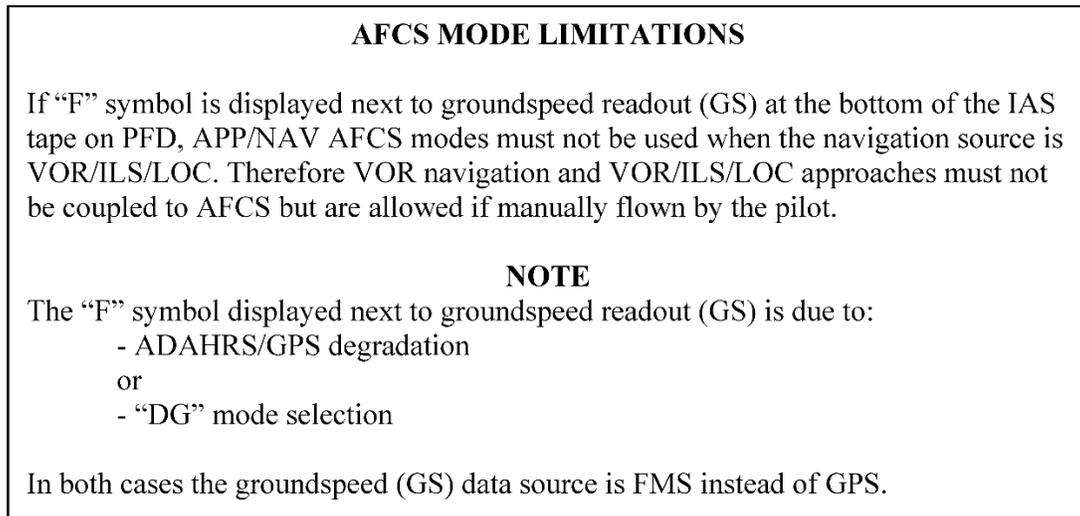 AFCS MODE LIMITATIONS
If “F” symbol is displayed next to groundspeed readout (GS) at the bottom of the IAS
tape on PFD, APP/NAV AFCS modes must not be used when the navigation source is
VOR/ILS/LOC. Therefore VOR navigation and VOR/ILS/LOC approaches must not
be coupled to AFCS but are allowed if manually flown by the pilot.
NOTE
The “F” symbol displayed next to groundspeed readout (GS) is due to:
- ADAHRS/GPS degradation
or
- “DG” mode selection
In both cases the groundspeed (GS) data source is FMS instead of GPS.